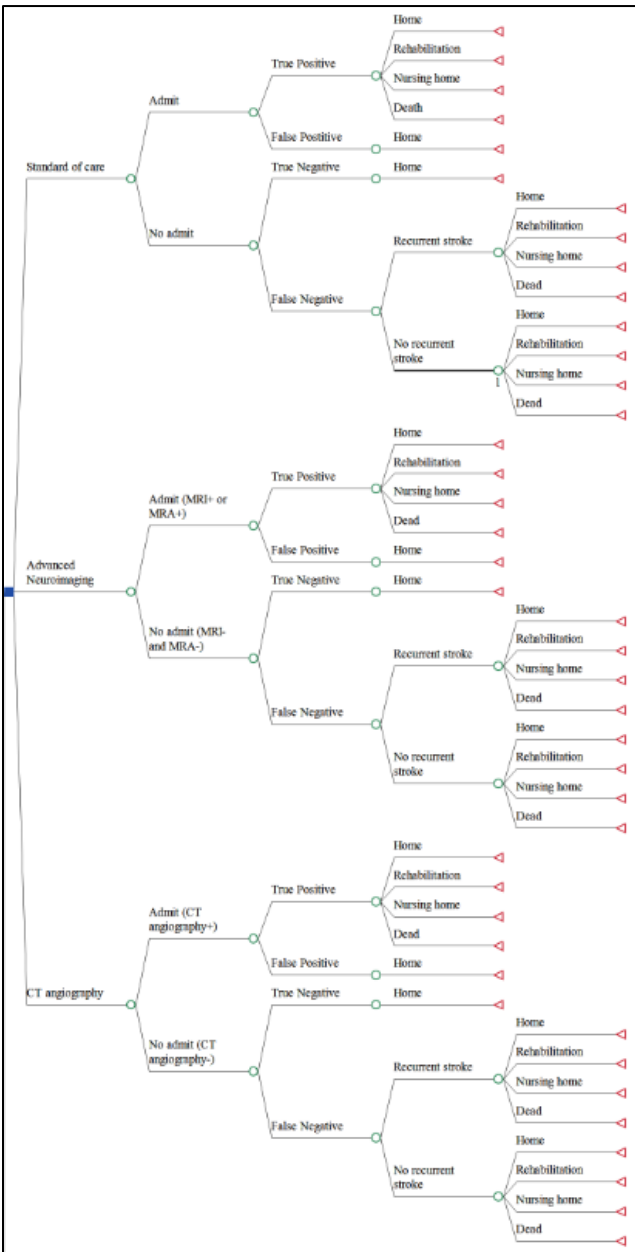 Home
Rehabilitation
True Positive
Nursing home
Admit
Death
False Postitive
Home
Standard of care
True Negative
Home
Home
No admit
Recurrent stroke
Rehabilitation
Nursing home
False Negative
Dead
Home
No recurrent
stroke
Rehabilitation
Nursing home
1
Dead
Home
Rehabilitation
True Positive
Nursing home
Admit (MRI+ or
MRA+)
Dead
False Positive
Home
Advanced
Neuroimaging
True Negative
Home
Home
No admit (MRI-
and MRA-)
Recurrent stroke
Rehabilitation
Nursing home
False Negative
Dead
Home
No recurrent
stroke
Rehabilitation
Nursing home
Dead
Home
Rehabilitation
True Positive
Nursing home
Admit (CT
angiography+)
Dead
False Positive
Home
CT angiography
True Negative
Home
Home
No admit (CT
angiography-)
Recurrent stroke
Rehabilitation
Nursing home
False Negative
Dead
Home
No recurrent
stroke
Rehabilitation
Nursing home
Dead